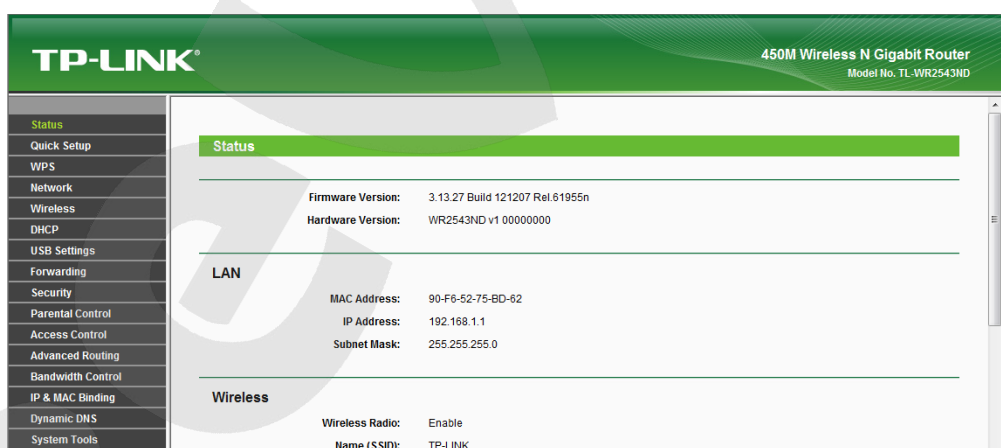 TP-LINK®
450M Wireless N Gigabit Router
Model No. TL-WR2543ND
Status
Quick Setup
WPS
Network
Wireless
DHCP
USB Settings
Forwarding
Security
Parental Control
Access Control
Advanced Routing
Bandwidth Control
IP & MAC Binding
Dynamic DNS
System Tools
Status
Firmware Version: 3.13.27 Build 121207 Rel.61955n
Hardware Version: WR2543ND v1 00000000
LAN
MAC Address: 90-F6-52-75-BD-62
IP Address: 192.168.1.1
Subnet Mask: 255.255.255.0
Wireless
Wireless Radio: Enable
Name (SSID): TP-LINK